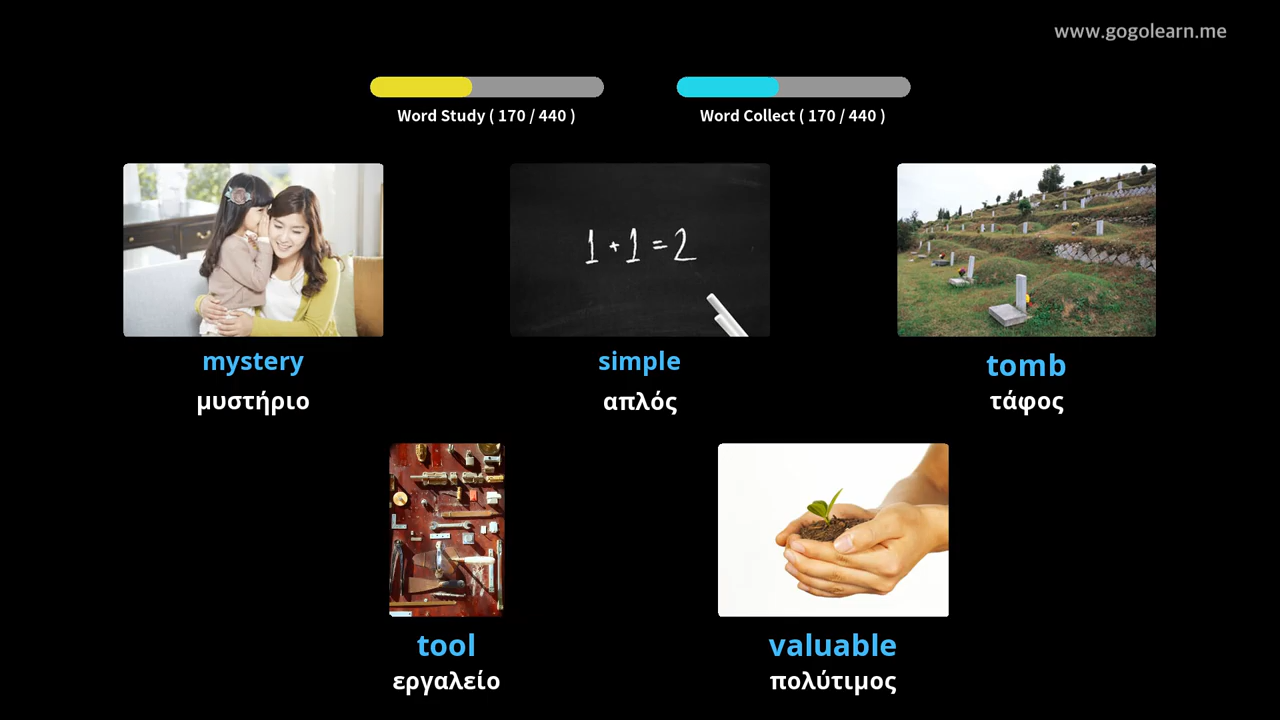 www.gogolearn.me
Word Study ( 170 / 440 )
Word Collect ( 170 / 440 )
1 + 1 = 2
mystery
μυστήριο
simple
απλός
tomb
τάφος
tool
εργαλείο
valuable
πολύτιμος